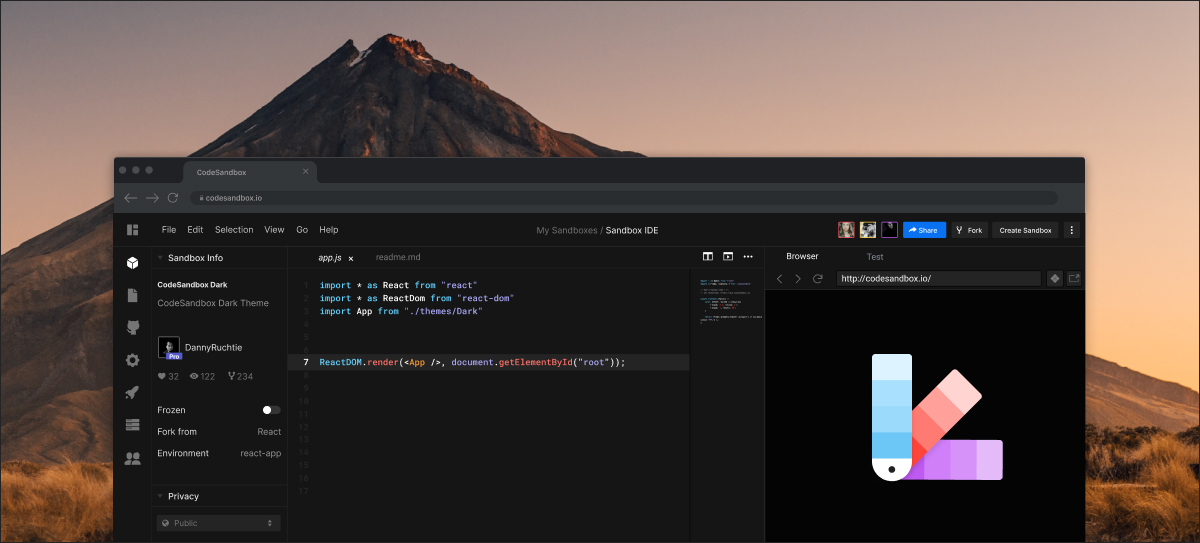 CodeSandbox
codesandbox.io
File Edit Selection View Go Help
My Sandboxes / Sandbox IDE
Share
Fork
Create Sandbox
Sandbox Info
CodeSandbox Dark
CodeSandbox Dark Theme
Pro
DannyRuchtie
32 122 234
Frozen
Fork from React
Environment react-app
Privacy
Public
app.js readme.md
1 import * as React from "react"
2 import * as ReactDom from "react-dom"
3 import App from "./themes/Dark"
4
5
6
7 ReactDOM.render(<App />, document.getElementById("root"));
8
9
10
11
12
13
14
15
16
17
Browser Test
http://codesandbox.io/